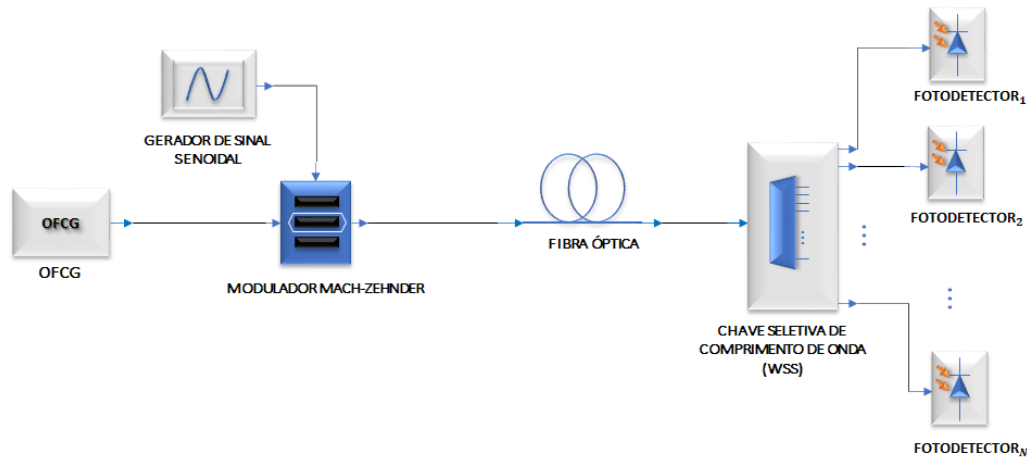 FOTODETECTOR1
GERADOR DE SINAL
SENOIDAL
FOTODETECTOR2
OFCG
OFCG
FIBRA ÓPTICA
MODULADOR MACH-ZEHNDER
CHAVE SELETIVA DE
COMPRIMENTO DE ONDA
(WSS)
FOTODETECTORN